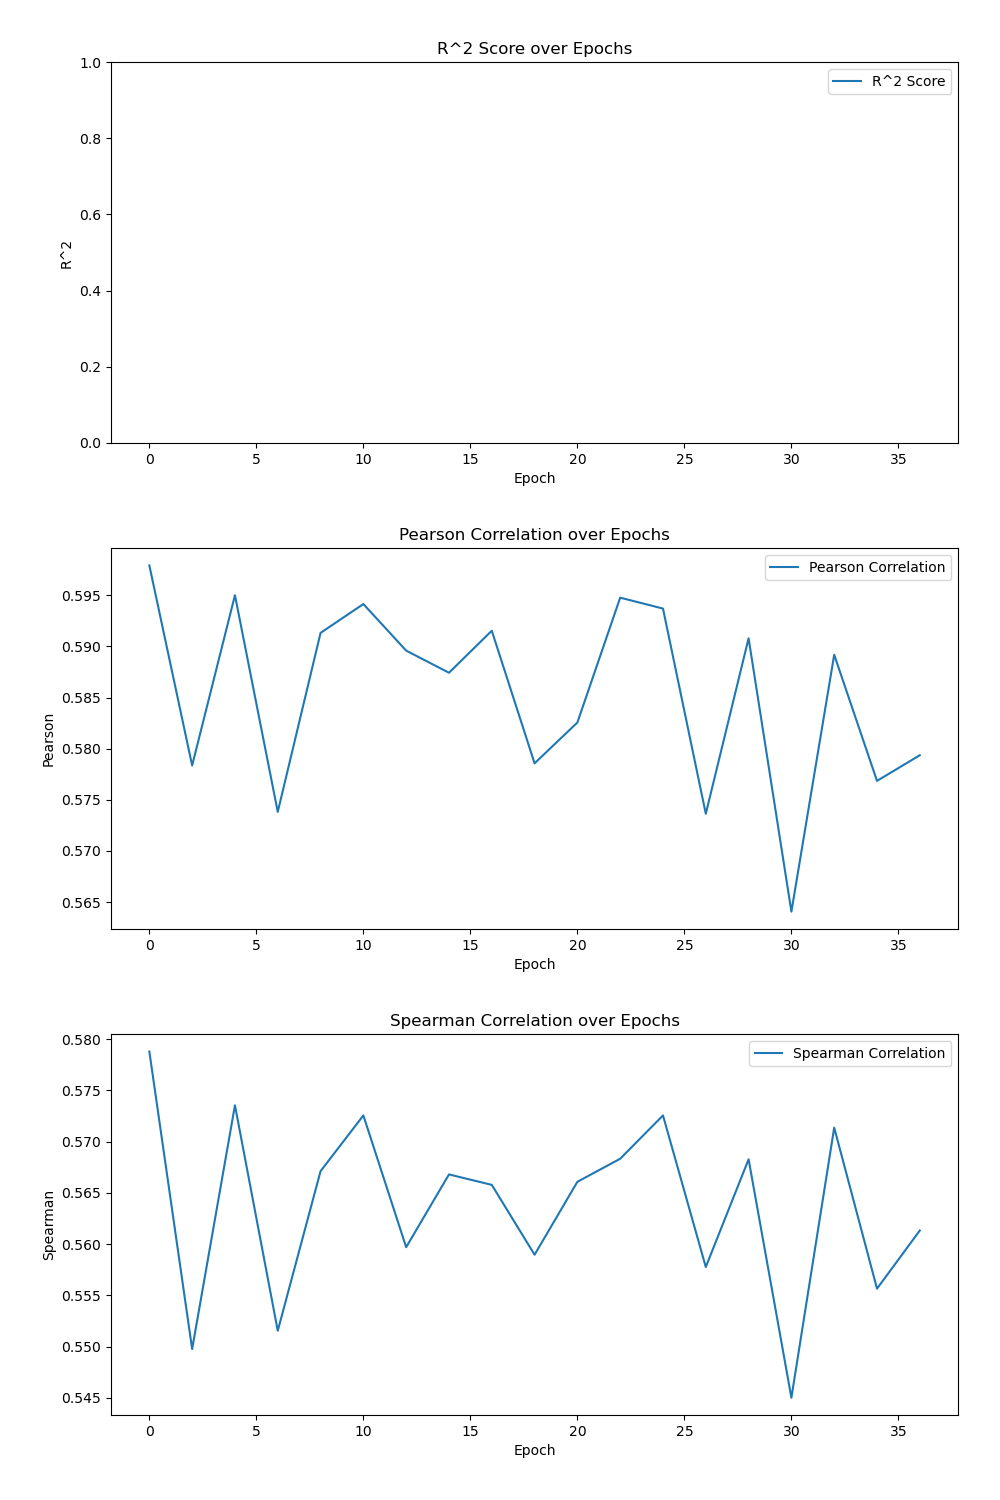 R^2 Score over Epochs
1.0
R^2 Score
0.8
0.6
R^2
0.4
0.2
0.0
0 5 10 15 20 25 30 35
Epoch
Pearson Correlation over Epochs
Pearson Correlation
0.595
0.590
0.585
0.580
Pearson
0.575
0.570
0.565
0 5 10 15 20 25 30 35
Epoch
Spearman Correlation over Epochs
0.580
Spearman Correlation
0.575
0.570
0.565
Spearman
0.560
0.555
0.550
0.545
0 5 10 15 20 25 30 35
Epoch